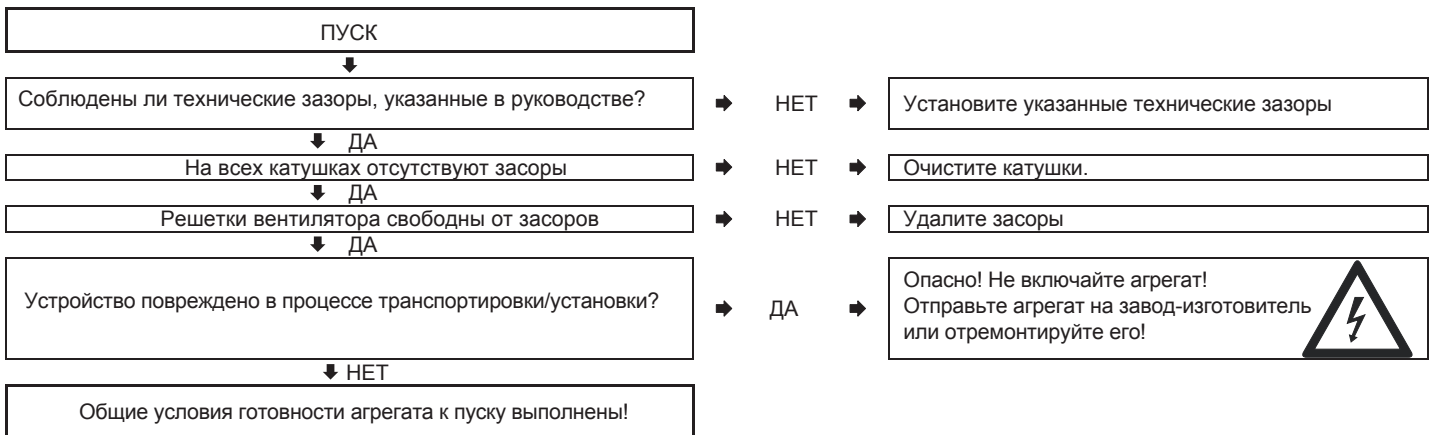 ПУСК
Соблюдены ли технические зазоры, указанные в руководстве?
НЕТ
Установите указанные технические зазоры
ДА
На всех катушках отсутствуют засоры
НЕТ
Очистите катушки.
ДА
Решетки вентилятора свободны от засоров
НЕТ
Удалите засоры
ДА
Устройство повреждено в процессе транспортировки/установки?
ДА
Опасно! Не включайте агрегат!
Отправьте агрегат на завод-изготовитель
или отремонтируйте его!
НЕТ
Общие условия готовности агрегата к пуску выполнены!